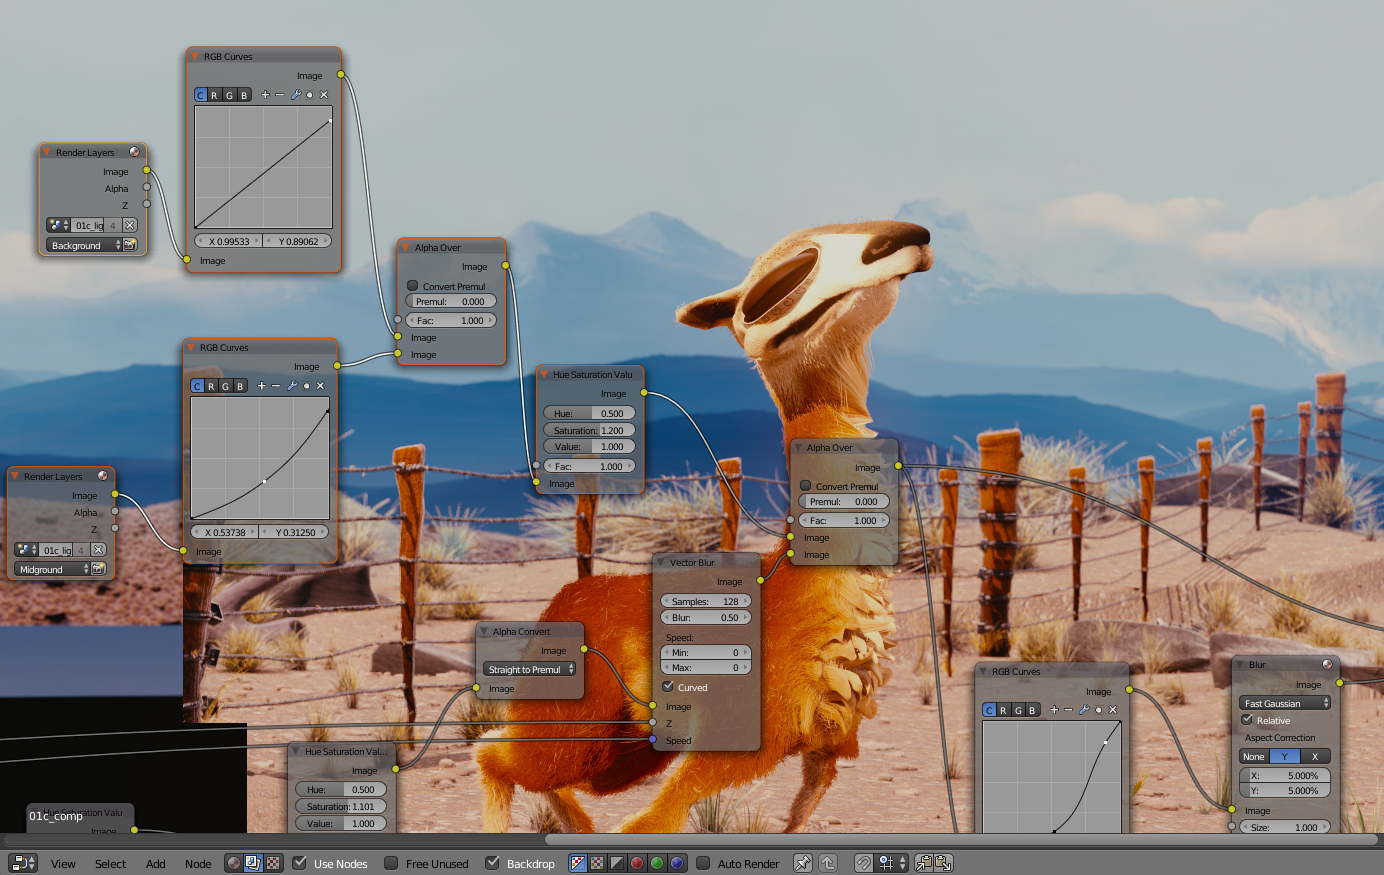 RGB Curves
Image
C R G B
X 0.99533 Y 0.89062
Image
Render Layers
Image
Alpha
Z
01c_lig 4
Background
Alpha Over
Image
Convert Premul
Premul: 0.000
Fac: 1.000
Image
Image
RGB Curves
Image
C R G B
X 0.53738 Y 0.31250
Image
Render Layers
Image
Alpha
Z
01c_lig 4
Midground
Hue Saturation Valu
Image
Hue: 0.500
Saturation: 1.200
Value: 1.000
Fac: 1.000
Image
Alpha Over
Image
Convert Premul
Premul: 0.000
Fac: 1.000
Image
Image
Vector Blur
Image
Samples: 128
Blur: 0.50
Speed:
Min: 0
Max: 0
Curved
Image
Z
Speed
Alpha Convert
Image
Straight to Premul
Image
Hue Saturation Val...
Image
Hue: 0.500
Saturation: 1.101
Value: 1.000
RGB Curves
Image
C R G B
Blur
Image
Fast Gaussian
Relative
Aspect Correction
None Y X
X: 5.000%
Y: 5.000%
Image
Size: 1.000
Hue Saturation Valu
01c_comp
Image
View Select Add Node Use Nodes Free Unused Backdrop Auto Render